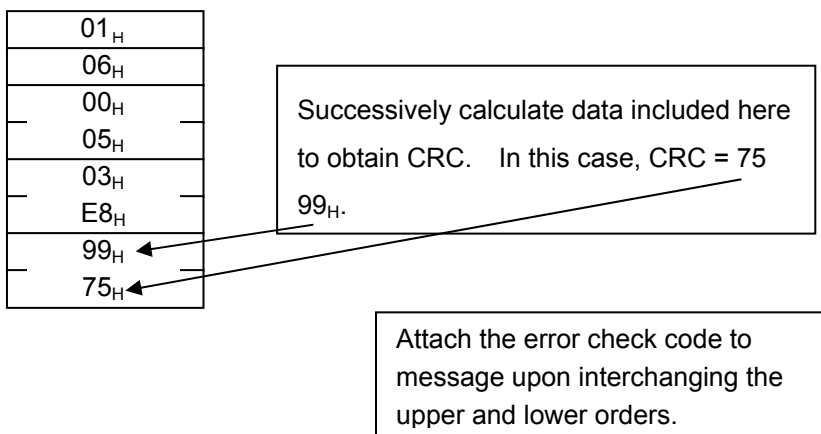 01H
06H
00H
05H
03H
E8H
99H
75H
Successively calculate data included here
to obtain CRC. In this case, CRC = 75
99H.
Attach the error check code to
message upon interchanging the
upper and lower orders.